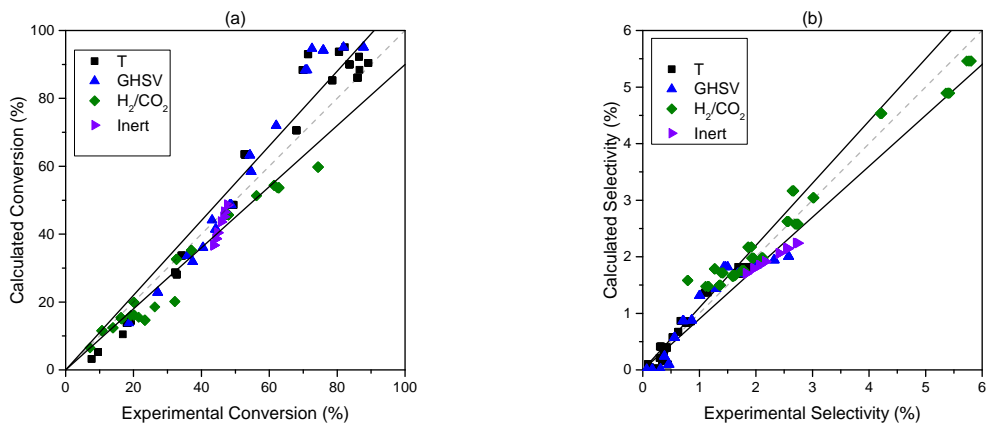 (a)
100
80
60
40
20
0
Calculated Conversion (%)
T
GHSV
H₂/CO₂
Inert
0 20 40 60 80 100
Experimental Conversion (%)
(b)
6
5
4
3
2
1
0
Calculated Selectivity (%)
T
GHSV
H₂/CO₂
Inert
0 1 2 3 4 5 6
Experimental Selectivity (%)